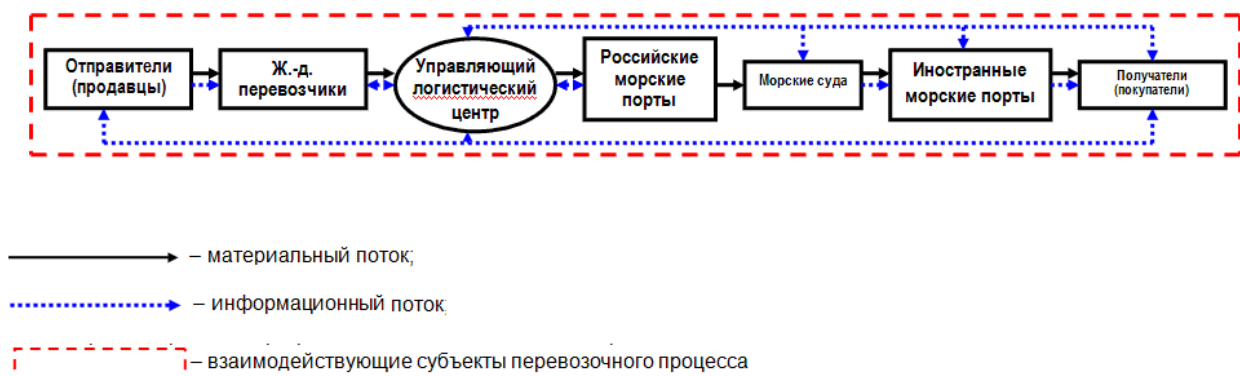 Отправители
(продавцы)
Ж.-д.
перевозчики
Управляющий
логистический
центр
Российские
морские
порты
Морские суда
Иностранные
морские порты
Получатели
(покупатели)
– материальный поток;
– информационный поток;
– взаимодействующие субъекты перевозочного процесса